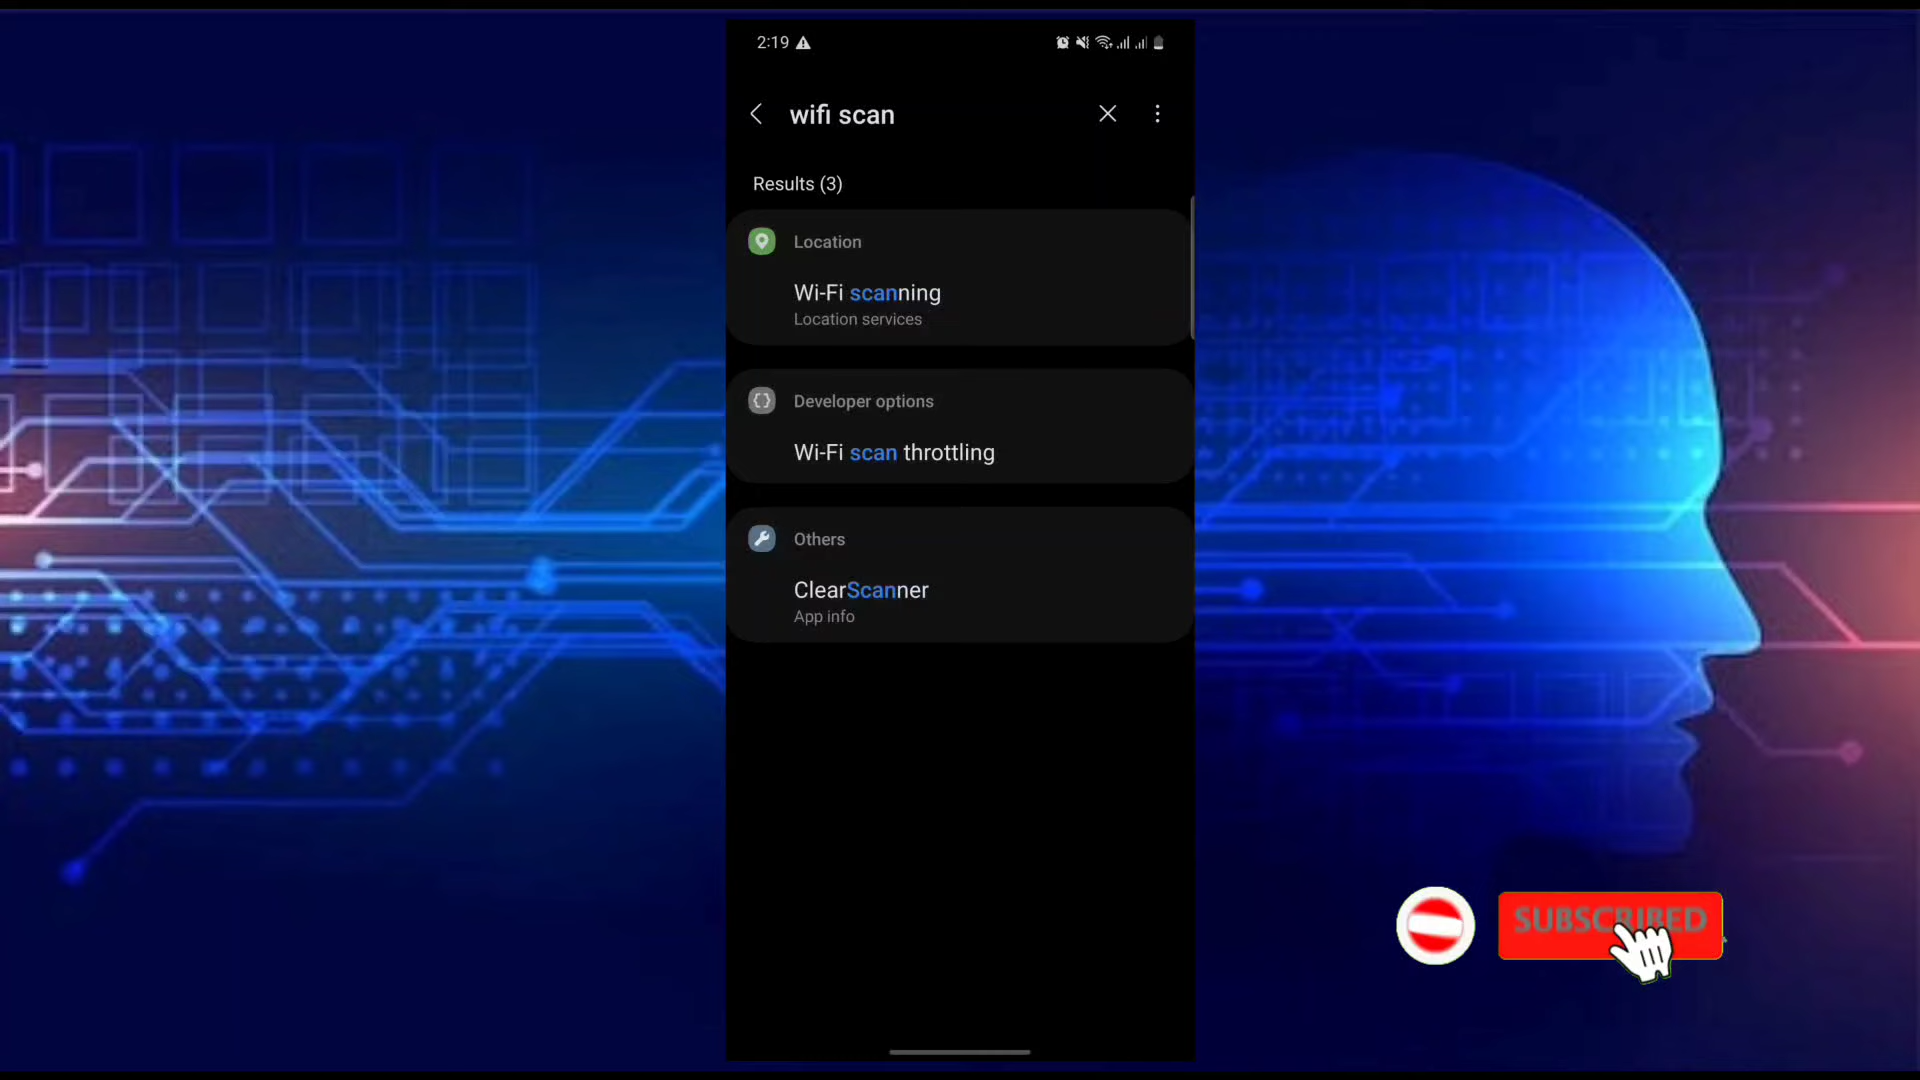 2:19
wifi scan
Results (3)
Location
Wi-Fi scanning
Location services
Developer options
Wi-Fi scan throttling
Others
ClearScanner
App info
SUBSCRIBED